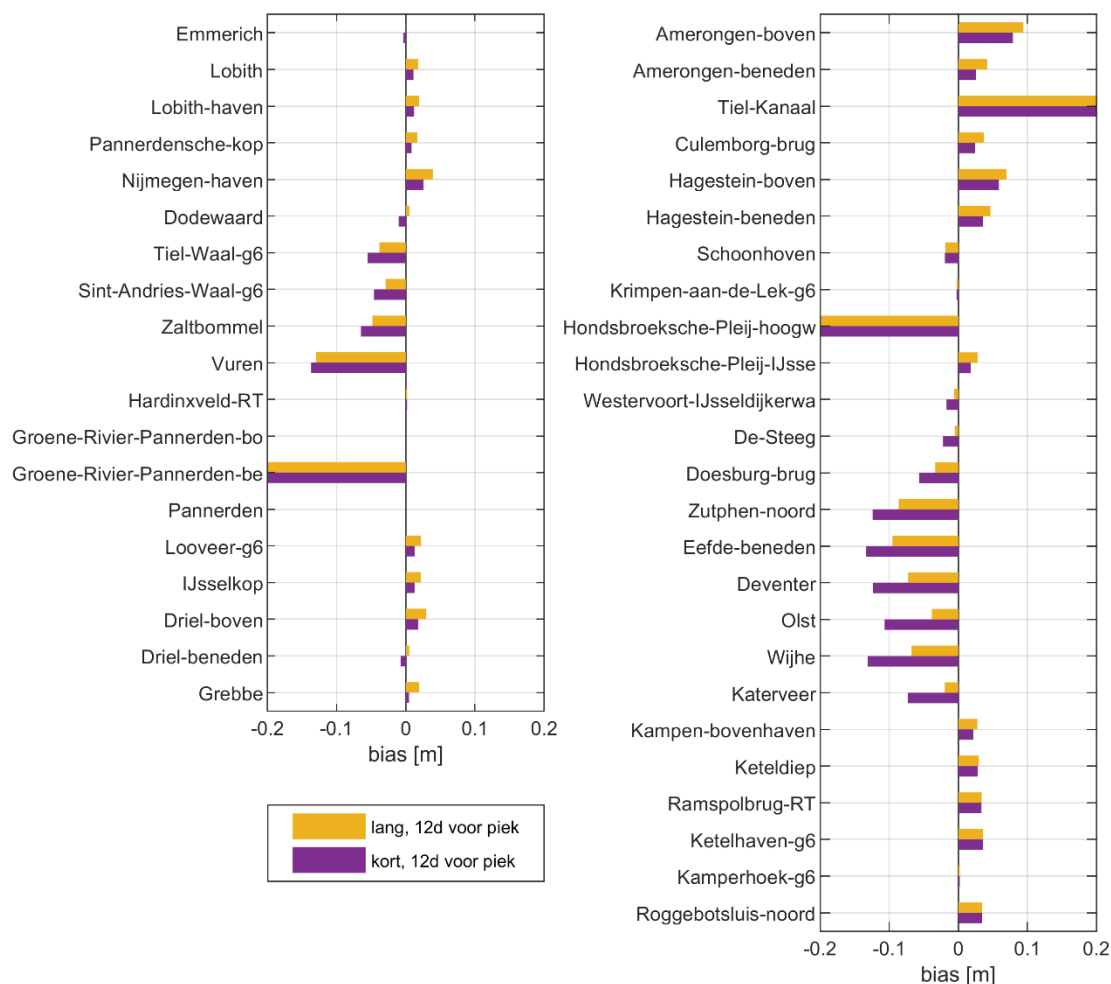 Emmerich
Lobith
Lobith-haven
Pannerdensche-kop
Nijmegen-haven
Dodewaard
Tiel-Waal-g6
Sint-Andries-Waal-g6
Zaltbommel
Vuren
Hardinxveld-RT
Groene-Rivier-Pannerden-bo
Groene-Rivier-Pannerden-be
Pannerden
Looveer-g6
IJsselkop
Driel-boven
Driel-beneden
Grebbe
-0.2 -0.1 0 0.1 0.2
bias [m]
lang, 12d voor piek
kort, 12d voor piek
Amerongen-boven
Amerongen-beneden
Tiel-Kanaal
Culemborg-brug
Hagestein-boven
Hagestein-beneden
Schoonhoven
Krimpen-aan-de-Lek-g6
Hondsbroeksche-Pleij-hoogw
Hondsbroeksche-Pleij-IJsse
Westervoort-IJsseldijkerwa
De-Steeg
Doesburg-brug
Zutphen-noord
Eefde-beneden
Deventer
Olst
Wijhe
Katerveer
Kampen-bovenhaven
Keteldiep
Ramspolbrug-RT
Ketelhaven-g6
Kamperhoek-g6
Roggebotsluis-noord
-0.2 -0.1 0 0.1 0.2
bias [m]